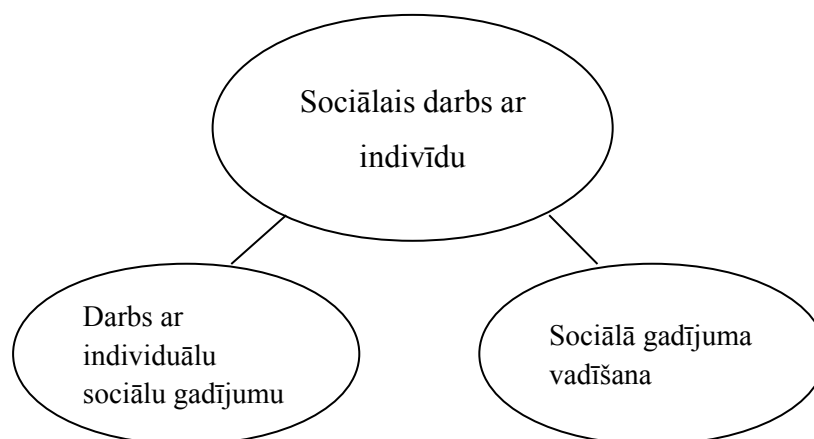 Sociālais darbs ar
indivīdu
Darbs ar
individuālu
sociālu gadījumu
Sociālā gadījuma
vadīšana